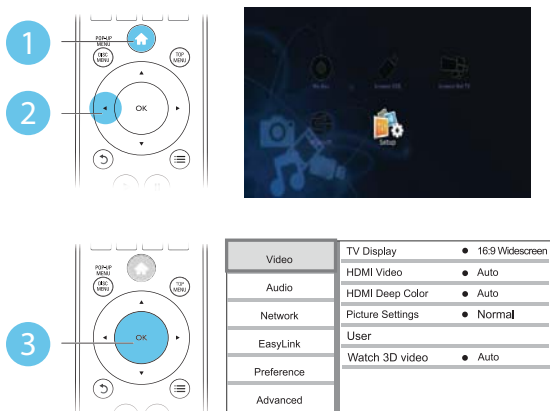 1
POP-UP
MENU
DISC
MENU
TOP
MENU
2
OK
Setup
POP-UP
MENU
DISC
MENU
TOP
MENU
3
OK
Video
Audio
Network
EasyLink
Preference
Advanced
TV Display ● 16:9 Widescreen
HDMI Video ● Auto
HDMI Deep Color ● Auto
Picture Settings ● Normal
User
Watch 3D video ● Auto